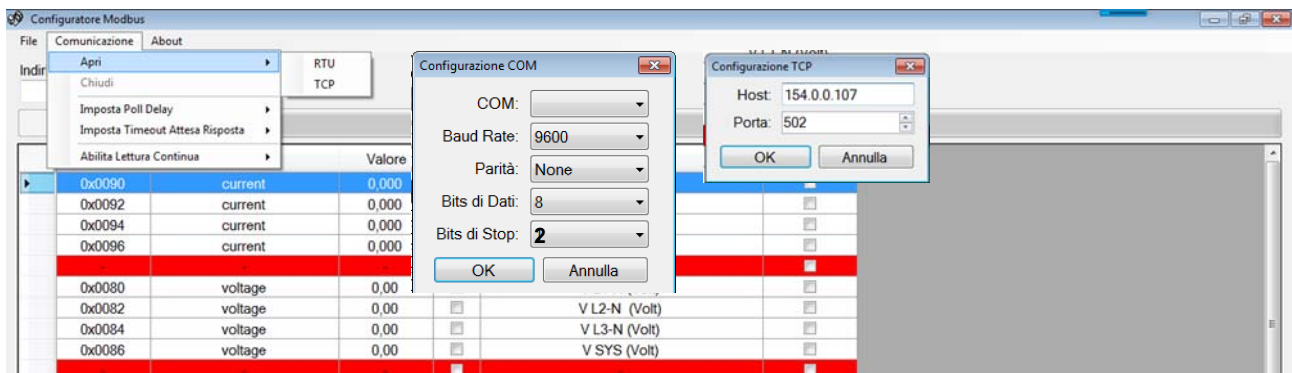 Configuratore Modbus
File Comunicazione About
Apri
RTU
Chiudi
TCP
Imposta Poll Delay
Imposta Timeout Attesa Risposta
Abilita Lettura Continua
Indir
Configurazione COM
COM:
Baud Rate: 9600
Parità: None
Bits di Dati: 8
Bits di Stop: 2
OK Annulla
Configurazione TCP
Host: 154.0.0.107
Porta: 502
OK Annulla
Valore
0x0090 current 0,000
0x0092 current 0,000
0x0094 current 0,000
0x0096 current 0,000
- - -
0x0080 voltage 0,00
0x0082 voltage 0,00 V L2-N (Volt)
0x0084 voltage 0,00 V L3-N (Volt)
0x0086 voltage 0,00 V SYS (Volt)